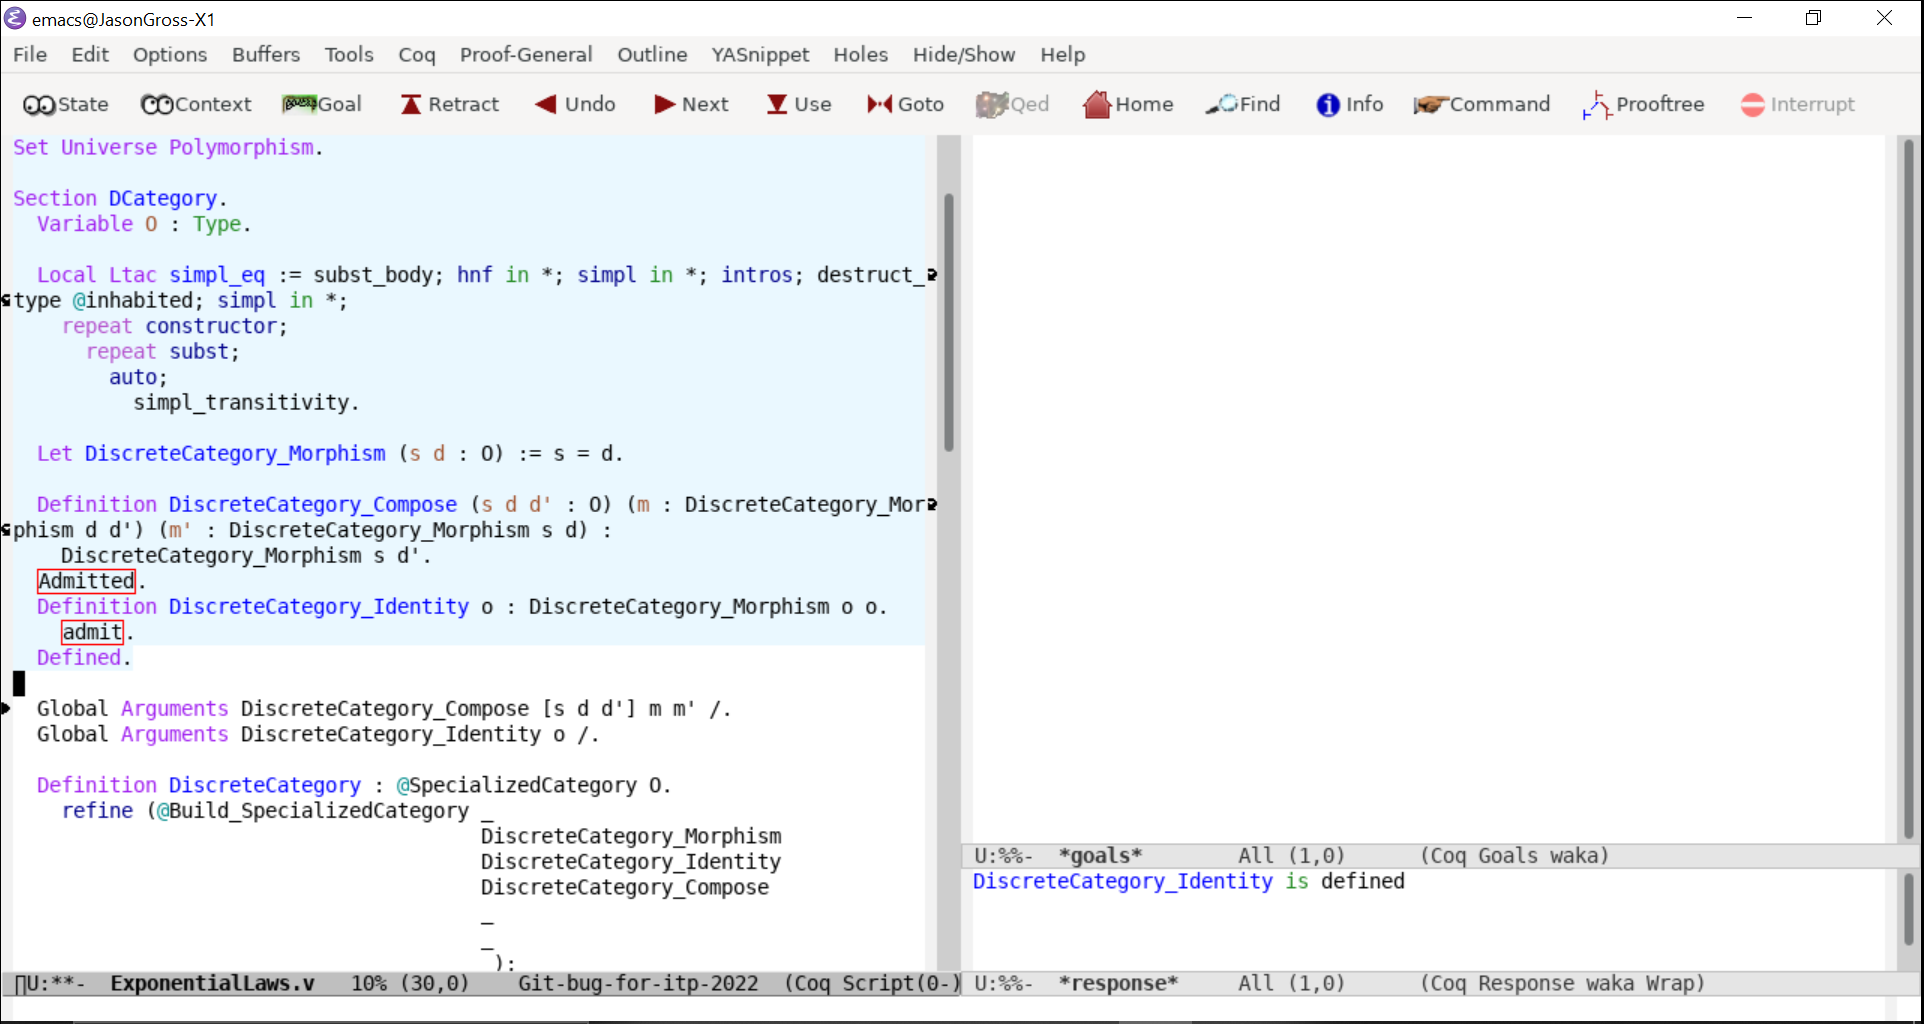 emacs@JasonGross-X1
File Edit Options Buffers Tools Coq Proof-General Outline YASnippet Holes Hide/Show Help
State Context Goal Retract Undo Next Use Goto Qed Home Find Info Command Prooftree Interrupt
Set Universe Polymorphism.
Section DCategory.
Variable O : Type.
Local Ltac simpl_eq := subst_body; hnf in *; simpl in *; intros; destruct_
type @inhabited; simpl in *;
repeat constructor;
repeat subst;
auto;
simpl_transitivity.
Let DiscreteCategory_Morphism (s d : O) := s = d.
Definition DiscreteCategory_Compose (s d d' : O) (m : DiscreteCategory_Mor
phism d d') (m' : DiscreteCategory_Morphism s d) :
DiscreteCategory_Morphism s d'.
Admitted.
Definition DiscreteCategory_Identity o : DiscreteCategory_Morphism o o.
admit.
Defined.
Global Arguments DiscreteCategory_Compose [s d d'] m m' /.
Global Arguments DiscreteCategory_Identity o /.
Definition DiscreteCategory : @SpecializedCategory O.
refine (@Build_SpecializedCategory _
DiscreteCategory_Morphism
DiscreteCategory_Identity
DiscreteCategory_Compose
_
_
);
U:**- ExponentialLaws.v 10% (30,0) Git-bug-for-itp-2022 (Coq Script(0-)
U:%%- *goals* All (1,0) (Coq Goals waka)
DiscreteCategory_Identity is defined
U:%%- *response* All (1,0) (Coq Response waka Wrap)